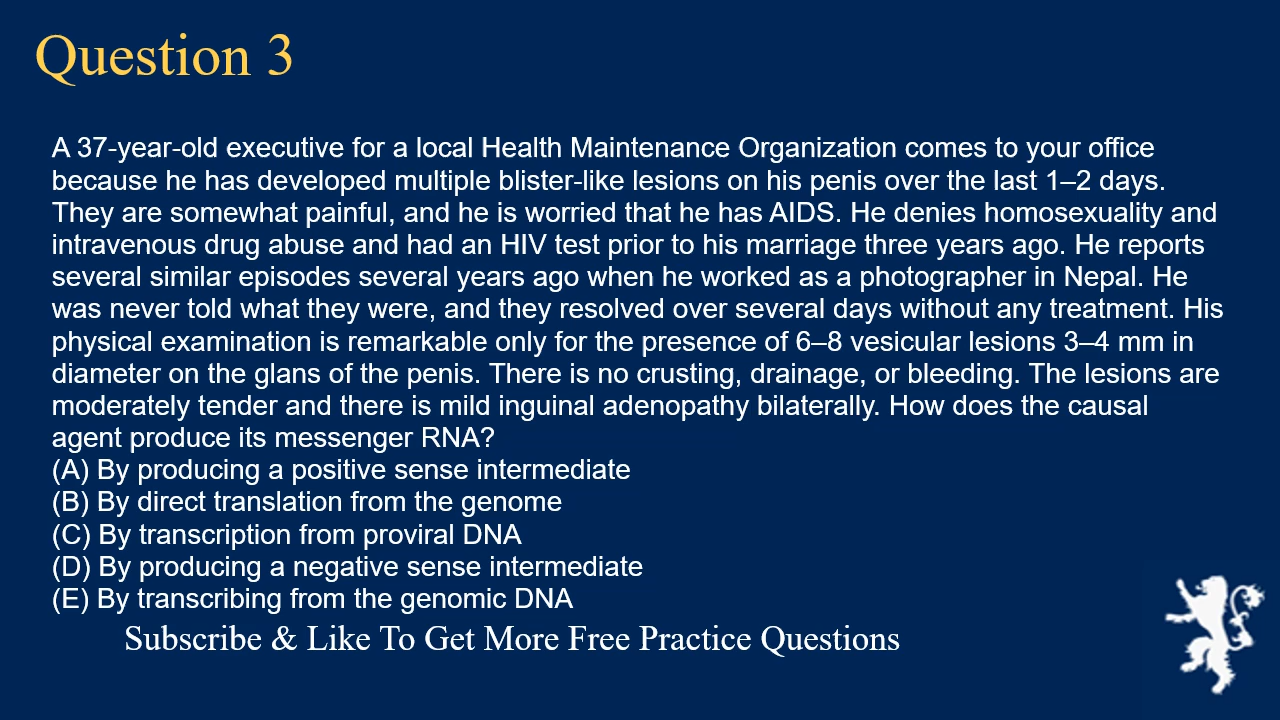 Question 3
A 37-year-old executive for a local Health Maintenance Organization comes to your office
because he has developed multiple blister-like lesions on his penis over the last 1–2 days.
They are somewhat painful, and he is worried that he has AIDS. He denies homosexuality and
intravenous drug abuse and had an HIV test prior to his marriage three years ago. He reports
several similar episodes several years ago when he worked as a photographer in Nepal. He
was never told what they were, and they resolved over several days without any treatment. His
physical examination is remarkable only for the presence of 6–8 vesicular lesions 3–4 mm in
diameter on the glans of the penis. There is no crusting, drainage, or bleeding. The lesions are
moderately tender and there is mild inguinal adenopathy bilaterally. How does the causal
agent produce its messenger RNA?
(A) By producing a positive sense intermediate
(B) By direct translation from the genome
(C) By transcription from proviral DNA
(D) By producing a negative sense intermediate
(E) By transcribing from the genomic DNA
Subscribe & Like To Get More Free Practice Questions